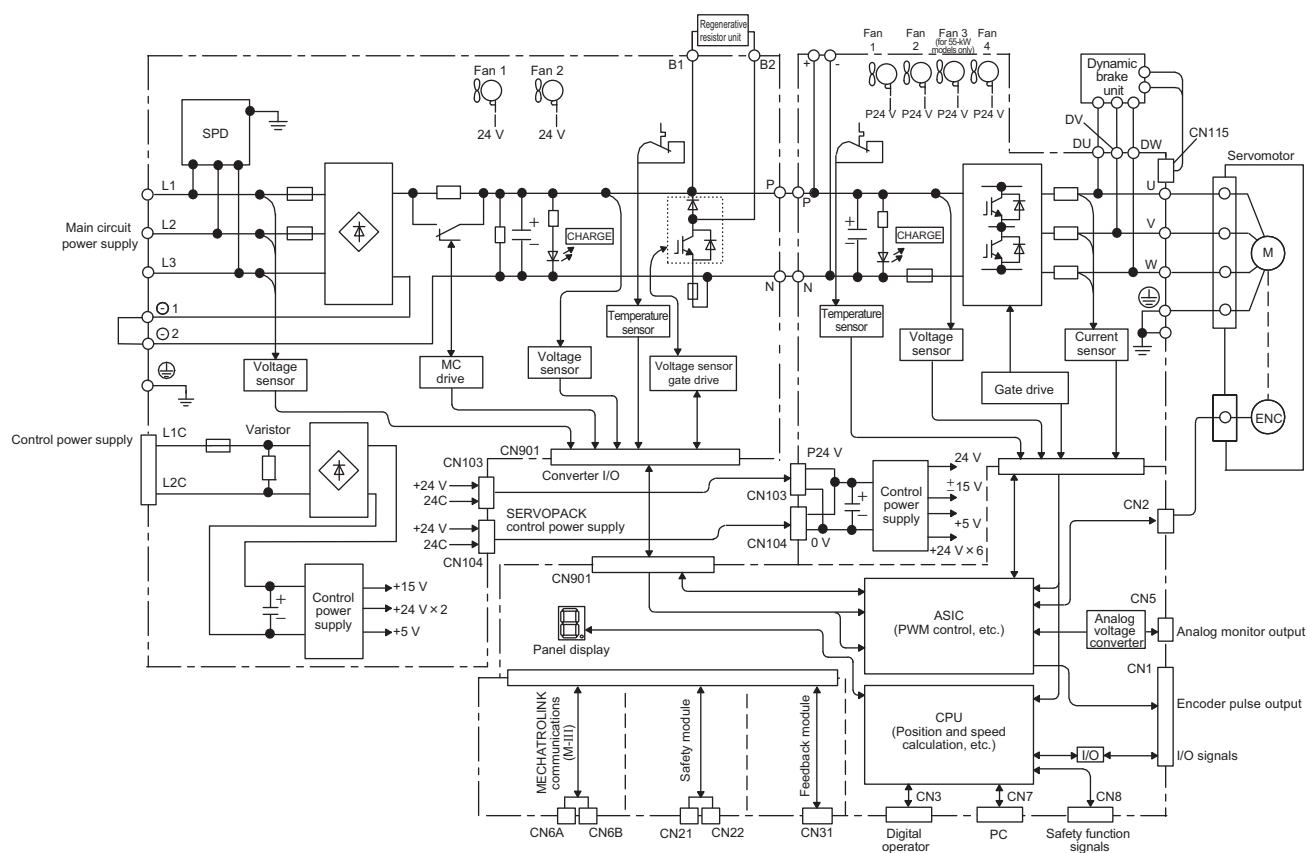 Regenerative
resistor unit
B1
B2
+
-
Fan
1
Fan
2
Fan 3
(for 55-kW
models only)
Fan
4
P24 V
P24 V
P24 V
P24 V
Dynamic
brake
unit
DV
DU
DW
CN115
Servomotor
Fan 1
24 V
Fan 2
24 V
SPD
Main circuit
power supply
L1
L2
L3
1
2
+
−
CHARGE
P
N
P
N
+
−
CHARGE
U
V
W
M
ENC
Voltage
sensor
MC
drive
Voltage
sensor
Temperature
sensor
Voltage sensor
gate drive
Temperature
sensor
Voltage
sensor
Gate drive
Current
sensor
Control power supply
L1C
L2C
Varistor
+
−
Control
power
supply
+15 V
+24 V × 2
+5 V
CN901
Converter I/O
CN103
+24 V
24C
SERVOPACK
control power supply
+24 V
24C
CN104
P24 V
CN103
CN104
0 V
+
−
Control
power
supply
24 V
±15 V
+5 V
+24 V × 6
CN2
CN901
Panel display
ASIC
(PWM control, etc.)
CN5
Analog
voltage
converter
Analog monitor output
CN1
Encoder pulse output
CPU
(Position and speed
calculation, etc.)
I/O
I/O signals
MECHATROLINK
communications
(M-III)
Safety module
Feedback module
CN6A
CN6B
CN21
CN22
CN31
CN3
Digital
operator
CN7
PC
CN8
Safety function
signals